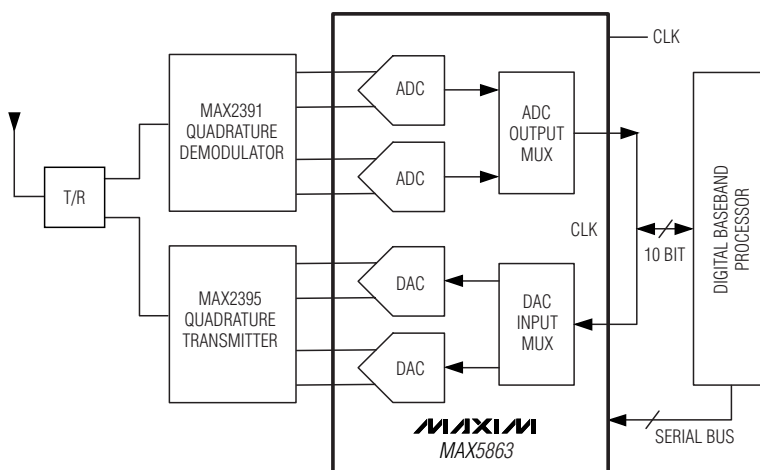 CLK
MAX2391
QUADRATURE
DEMODULATOR
ADC
ADC
OUTPUT
MUX
ADC
T/R
CLK
10 BIT
DIGITAL BASEBAND
PROCESSOR
MAX2395
QUADRATURE
TRANSMITTER
DAC
DAC
INPUT
MUX
DAC
MAXIM
MAX5863
SERIAL BUS